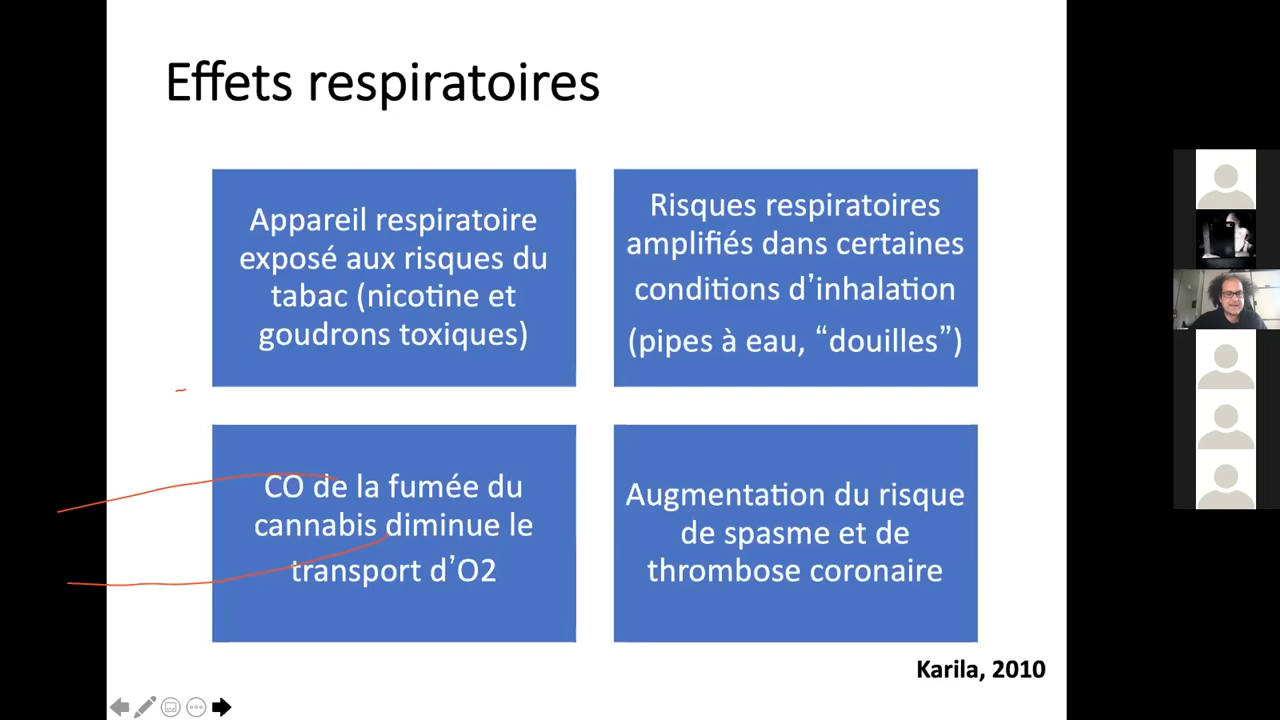 Effets respiratoires
Appareil respiratoire
exposé aux risques du
tabac (nicotine et
goudrons toxiques)
Risques respiratoires
amplifiés dans certaines
conditions d’inhalation
(pipes à eau, “douilles”)
CO de la fumée du
cannabis diminue le
transport d’O2
Augmentation du risque
de spasme et de
thrombose coronaire
Karila, 2010